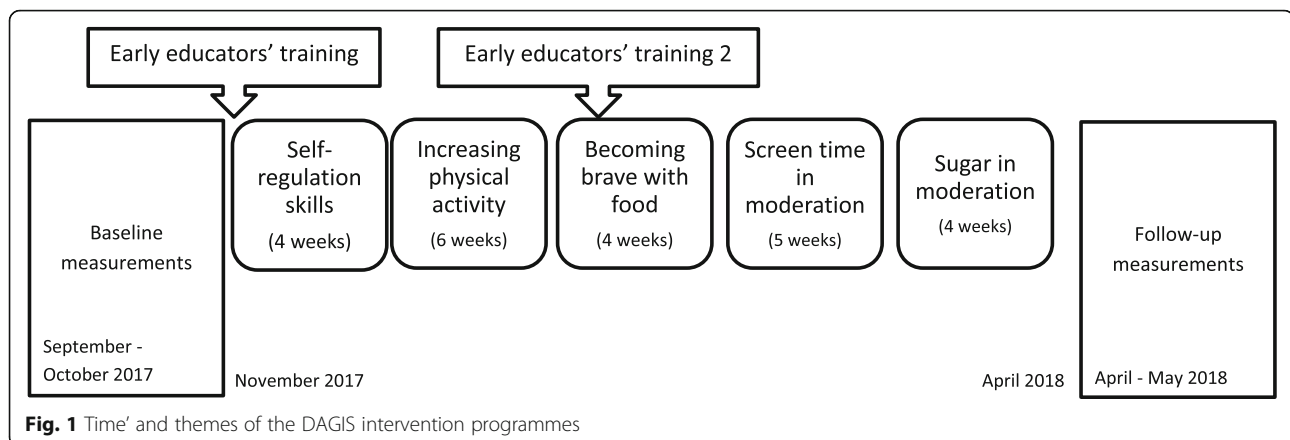 Early educators' training
Early educators' training 2
Baseline
measurements
September -
October 2017
Self-
regulation
skills
(4 weeks)
Increasing
physical
activity
(6 weeks)
Becoming
brave with
food
(4 weeks)
Screen time
in
moderation
(5 weeks)
Sugar in
moderation
(4 weeks)
Follow-up
measurements
April - May 2018
November 2017
April 2018
Fig. 1 Time' and themes of the DAGIS intervention programmes